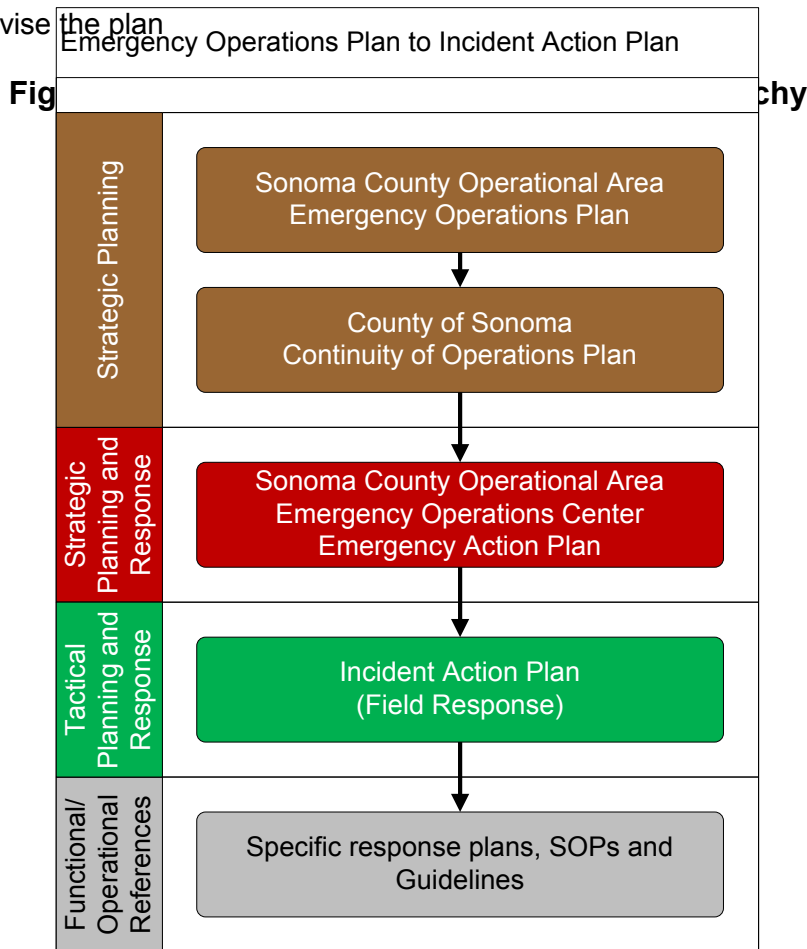 vise the plan
Emergency Operations Plan to Incident Action Plan
Fig
chy
Strategic Planning
Sonoma County Operational Area
Emergency Operations Plan
County of Sonoma
Continuity of Operations Plan
Strategic
Planning and
Response
Sonoma County Operational Area
Emergency Operations Center
Emergency Action Plan
Tactical
Planning and
Response
Incident Action Plan
(Field Response)
Functional/
Operational
References
Specific response plans, SOPs and
Guidelines